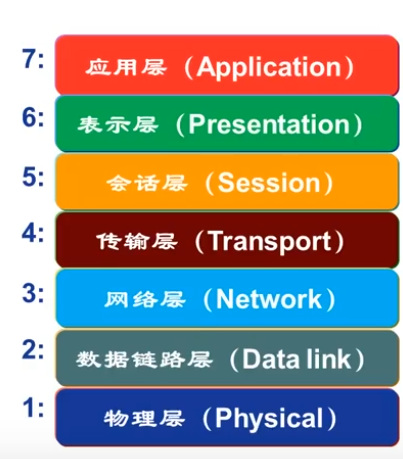 7: 应用层（Application）
6: 表示层（Presentation）
5: 会话层（Session）
4: 传输层（Transport）
3: 网络层（Network）
2: 数据链路层（Data link）
1: 物理层（Physical）